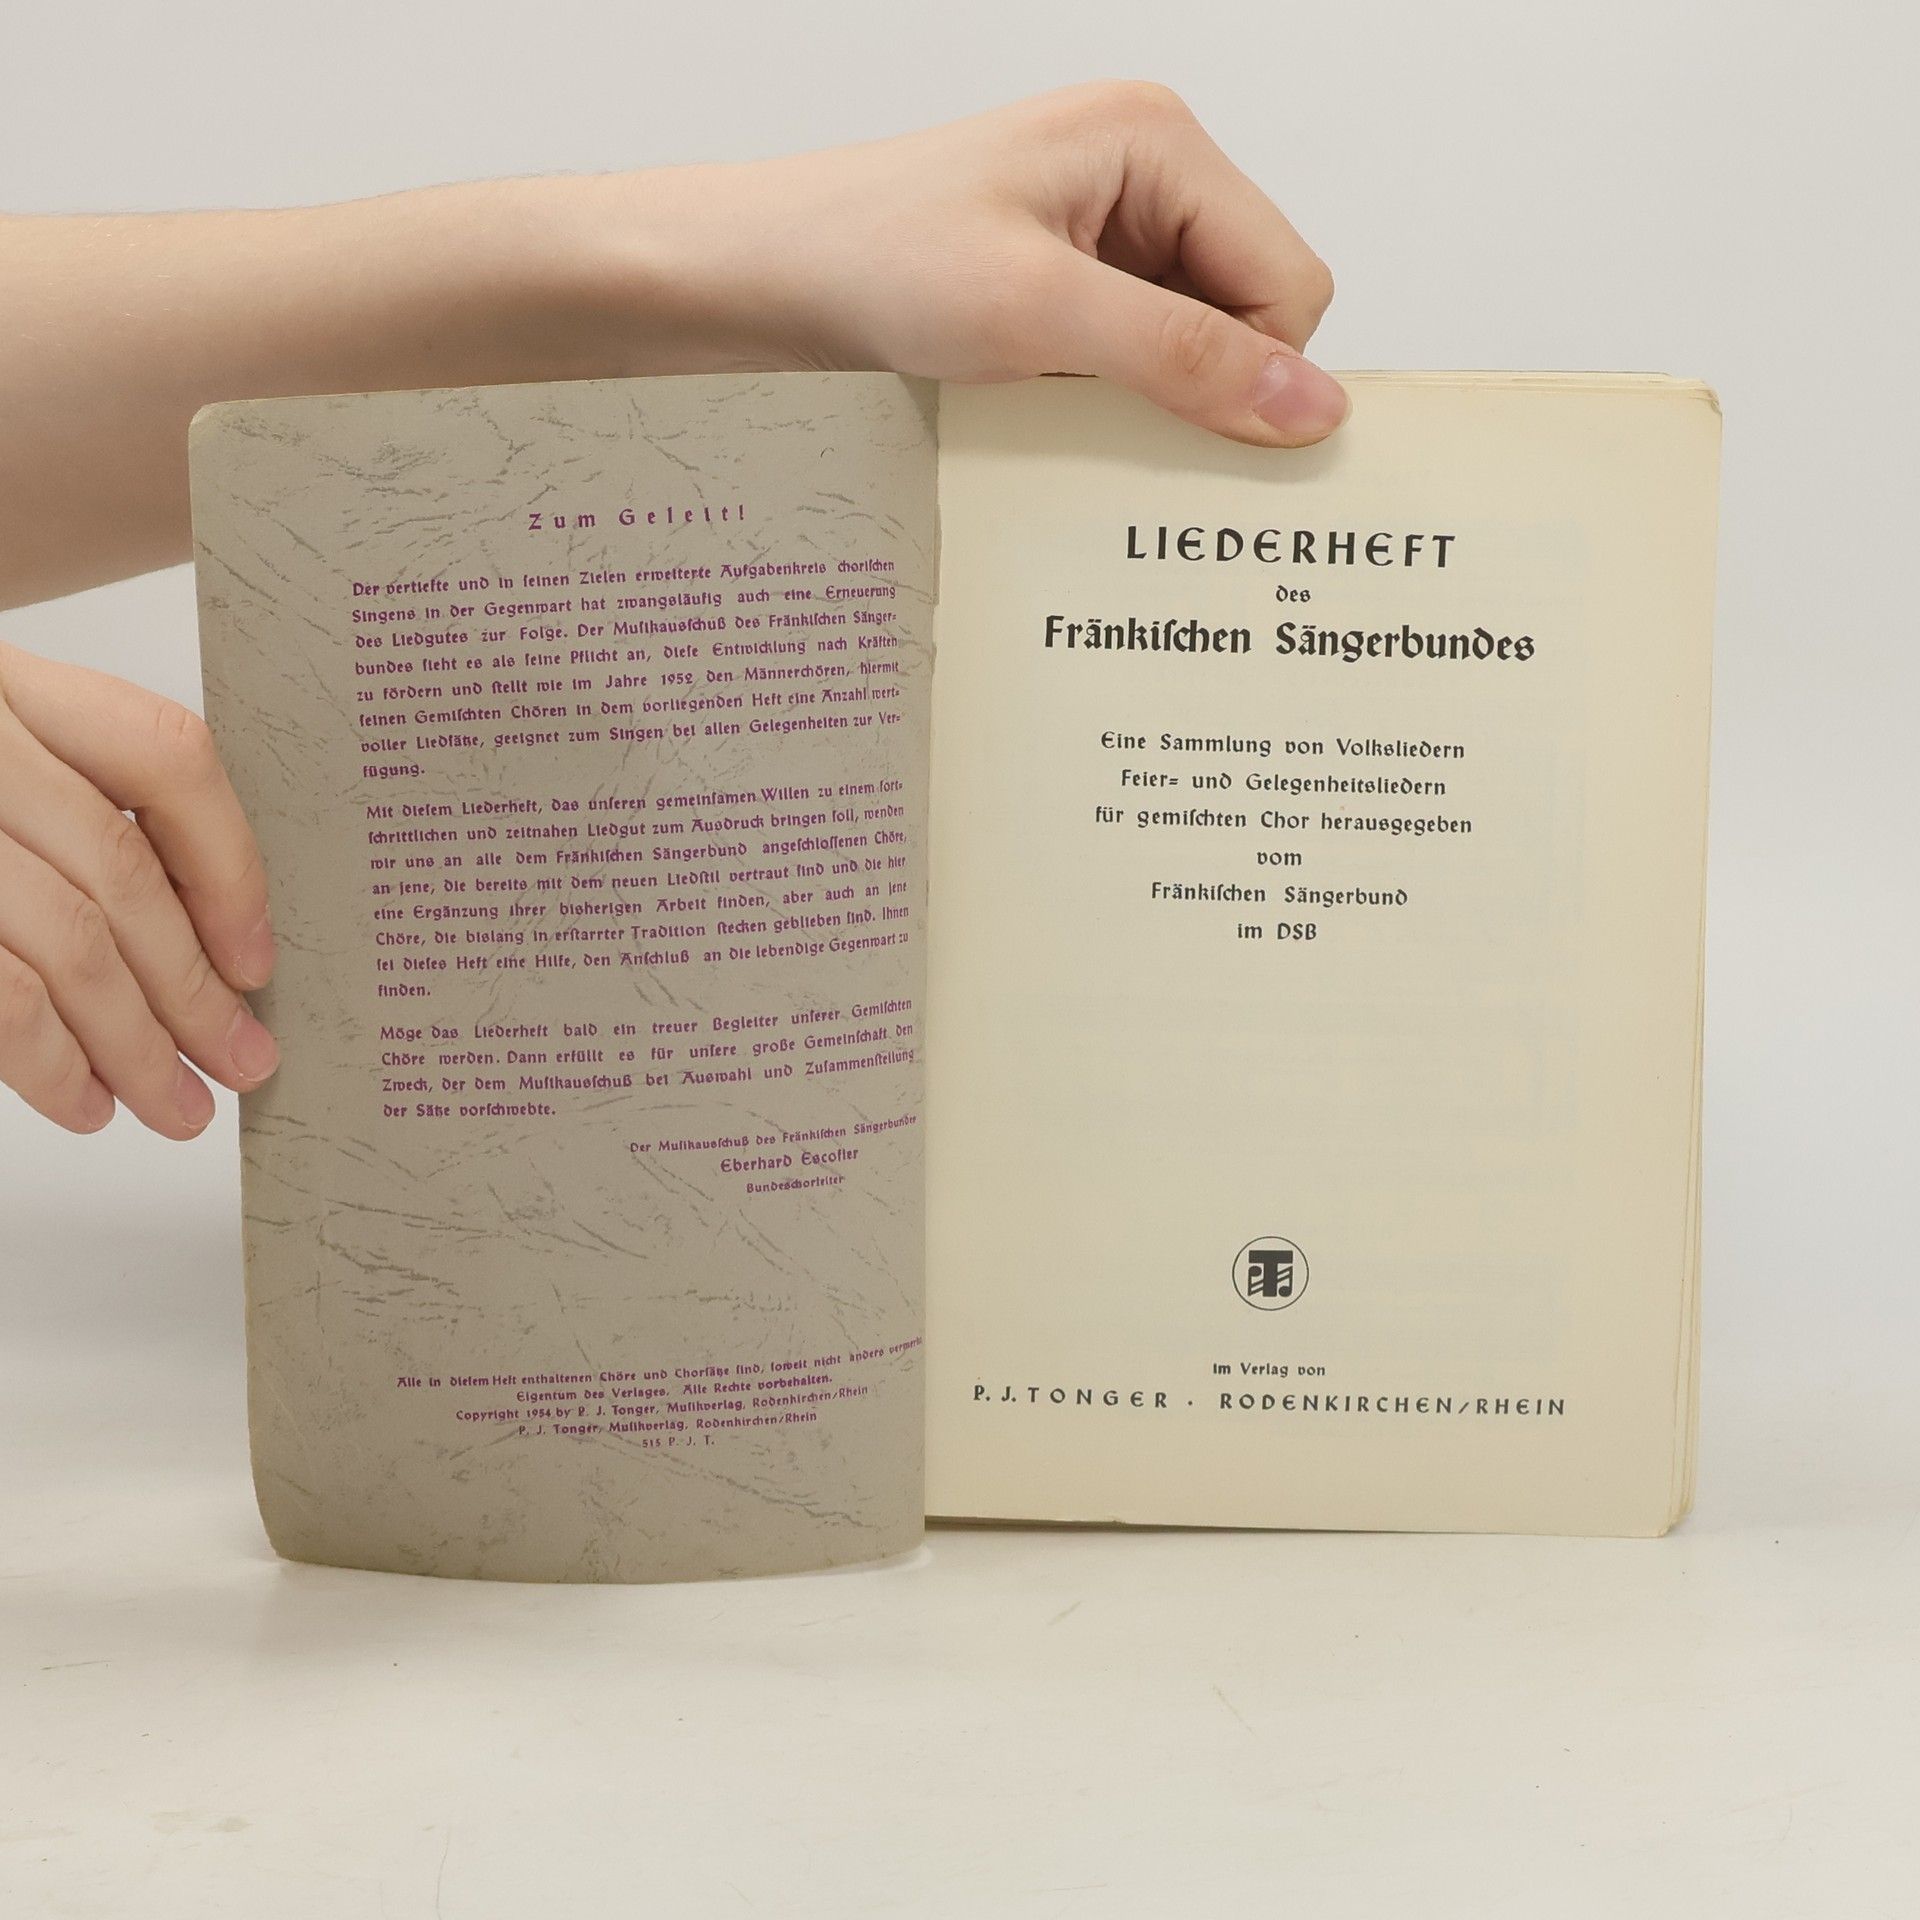 Zum Geleit!
Der vertiefte und in ſeinen Zielen erweiterte Aufgabenkreis choriſchen
Singens in der Gegenwart hat zwangsläufig auch eine Erneuerung
des Liedgutes zur Folge. Der Muſikausſchuß des Fränkiſchen Sänger=
bundes ſieht es als ſeine Pflicht an, dieſe Entwicklung nach Kräften
zu fördern und ſtellt wie im Jahre 1952 den Männerchören, hiermit
ſeinen Gemiſchten Chören in dem vorliegenden Heft eine Anzahl wert=
voller Liedſätze, geeignet zum Singen bei allen Gelegenheiten zur Ver=
fügung.
Mit dieſem Liederheft, das unſeren gemeinſamen Willen zu einem fort=
ſchrittlichen und zeitnahen Liedgut zum Ausdruck bringen ſoll, wenden
wir uns an alle dem Fränkiſchen Sängerbund angeſchloſſenen Chöre,
an jene, die bereits mit dem neuen Liedſtil vertraut ſind und die hier
eine Ergänzung ihrer bisherigen Arbeit finden, aber auch an jene
Chöre, die bislang in erſtarrter Tradition ſtecken geblieben ſind. Ihnen
ſei dieſes Heft eine Hilfe, den Anſchluß an die lebendige Gegenwart zu
finden.
Möge das Liederheft bald ein treuer Begleiter unſerer Gemiſchten
Chöre werden. Dann erfüllt es für unſere große Gemeinſchaft den
Zweck, der dem Muſikausſchuß bei Auswahl und Zuſammenſtellung
der Sätze vorſchwebte.
Der Muſikausſchuß des Fränkiſchen Sängerbundes
Eberhard Escofier
Bundeschorleiter
Alle in dieſem Heft enthaltenen Chöre und Chorſätze ſind, ſoweit nicht anders vermerkt
Eigentum des Verlages. Alle Rechte vorbehalten.
Copyright 1954 by P. J. Tonger, Muſikverlag, Rodenkirchen/Rhein
P. J. Tonger, Muſikverlag, Rodenkirchen/Rhein
515 P. J. T.
LIEDERHEFT
des
Fränkiſchen Sängerbundes
Eine Sammlung von Volksliedern
Feier= und Gelegenheitsliedern
für gemiſchten Chor herausgegeben
vom
Fränkiſchen Sängerbund
im DSB
T
Im Verlag von
P. J. TONGER · RODENKIRCHEN/RHEIN